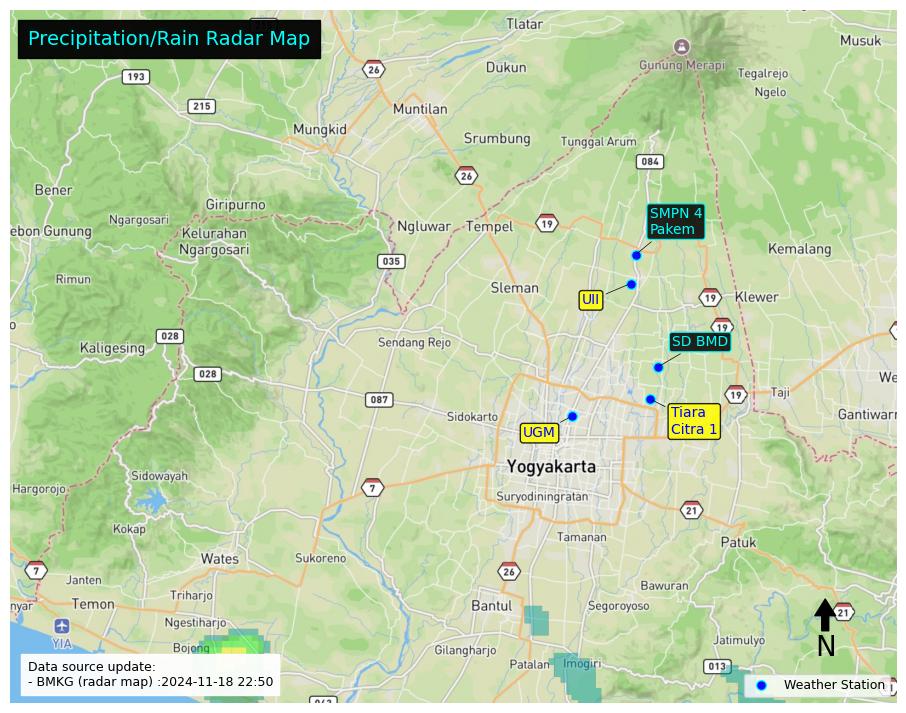 Precipitation/Rain Radar Map
Tlatar
Musuk
26
Gunung Merapi
193
Dukun
Tegalrejo
Ngelo
215
Muntilan
Mungkid
Srumbung
Tunggal Arum
084
26
Bener
Giripurno
Ngargosari
SMPN 4
Pakem
ebon Gunung
Kelurahan
Ngargosari
Ngluwar
Tempel
19
Kemalang
035
Rimun
UII
Sleman
19
Klewer
19
028
Kaligesing
Sendang Rejo
SD BMD
028
087
19
Taji
We
Sidokarto
Tiara
Citra 1
Gantiwarn
UGM
Yogyakarta
Sidowayah
Hargorojo
7
Suryodiningratan
21
Kokap
Tamanan
Patuk
Wates
Sukoreno
7
Janten
26
Bawuran
Triharjo
nyar
Temon
Bantul
Segoroyoso
21
Ngestiharjo
YIA
N
Bojong
Gilangharjo
Jatimulyo
Patalan
Imogiri
013
Data source update:
- BMKG (radar map) :2024-11-18 22:50
Weather Station